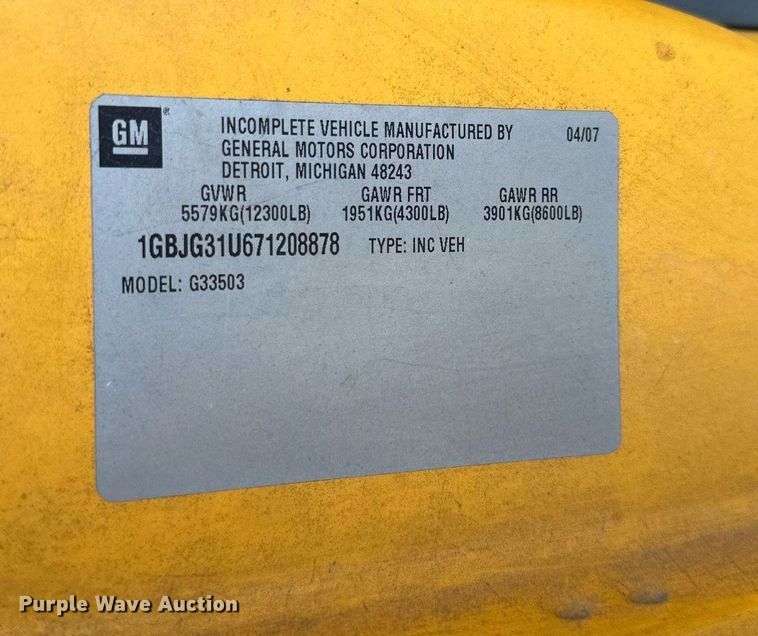 GM ®
INCOMPLETE VEHICLE MANUFACTURED BY 04/07
GENERAL MOTORS CORPORATION
DETROIT, MICHIGAN 48243
GVWR GAWR FRT GAWR RR
5579KG(12300LB) 1951KG(4300LB) 3901KG(8600LB)
1GBJG31U671208878 TYPE: INC VEH
MODEL: G33503
Purple Wave Auction